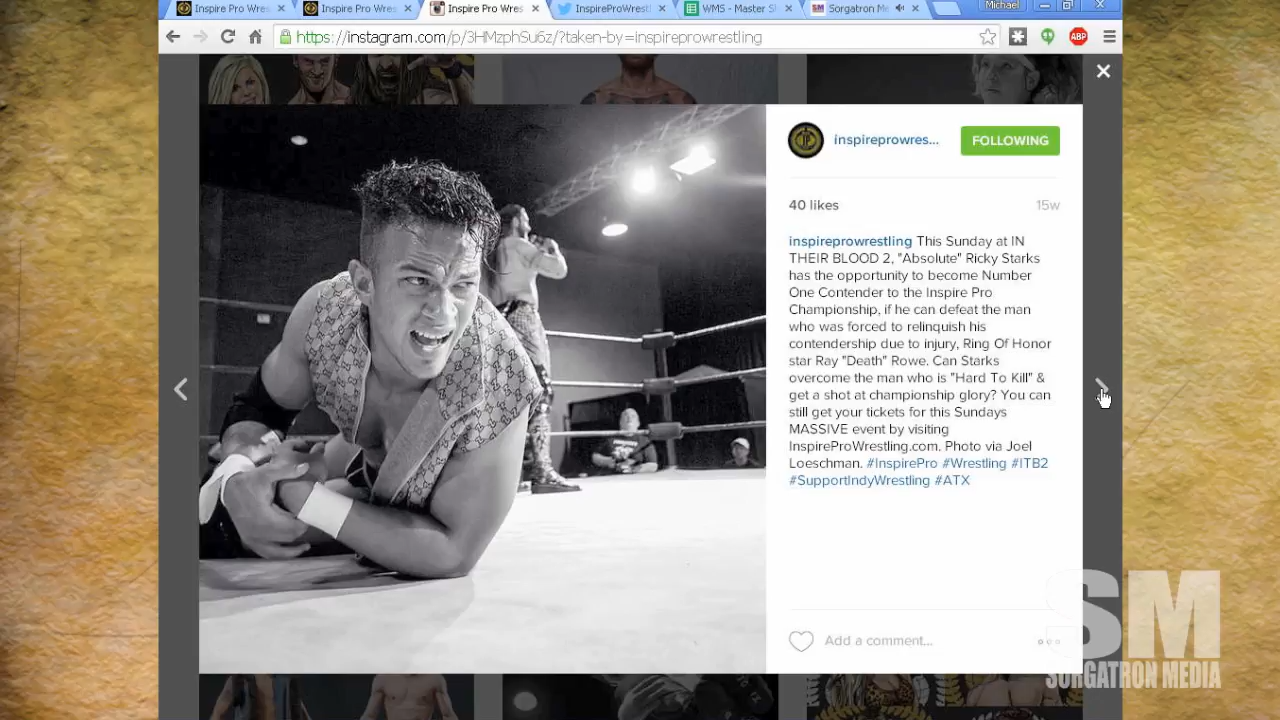 Inspire Pro Wres
Inspire Pro Wres
Inspire Pro Wres
InspireProWrestl
WMS - Master S
Sorgatron Me
Michael
https://instagram.com/p/3HMzphSu6z/?taken-by=inspireprowrestling
ABP
inspireprowres...
FOLLOWING
40 likes
15w
inspireprowrestling This Sunday at IN
THEIR BLOOD 2, "Absolute" Ricky Starks
has the opportunity to become Number
One Contender to the Inspire Pro
Championship, if he can defeat the man
who was forced to relinquish his
contendership due to injury, Ring Of Honor
star Ray "Death" Rowe. Can Starks
overcome the man who is "Hard To Kill" &
get a shot at championship glory? You can
still get your tickets for this Sundays
MASSIVE event by visiting
InspireProWrestling.com. Photo via Joel
Loeschman. #InspirePro #Wrestling #ITB2
#SupportIndyWrestling #ATX
Add a comment...
SM
SORGATRON MEDIA